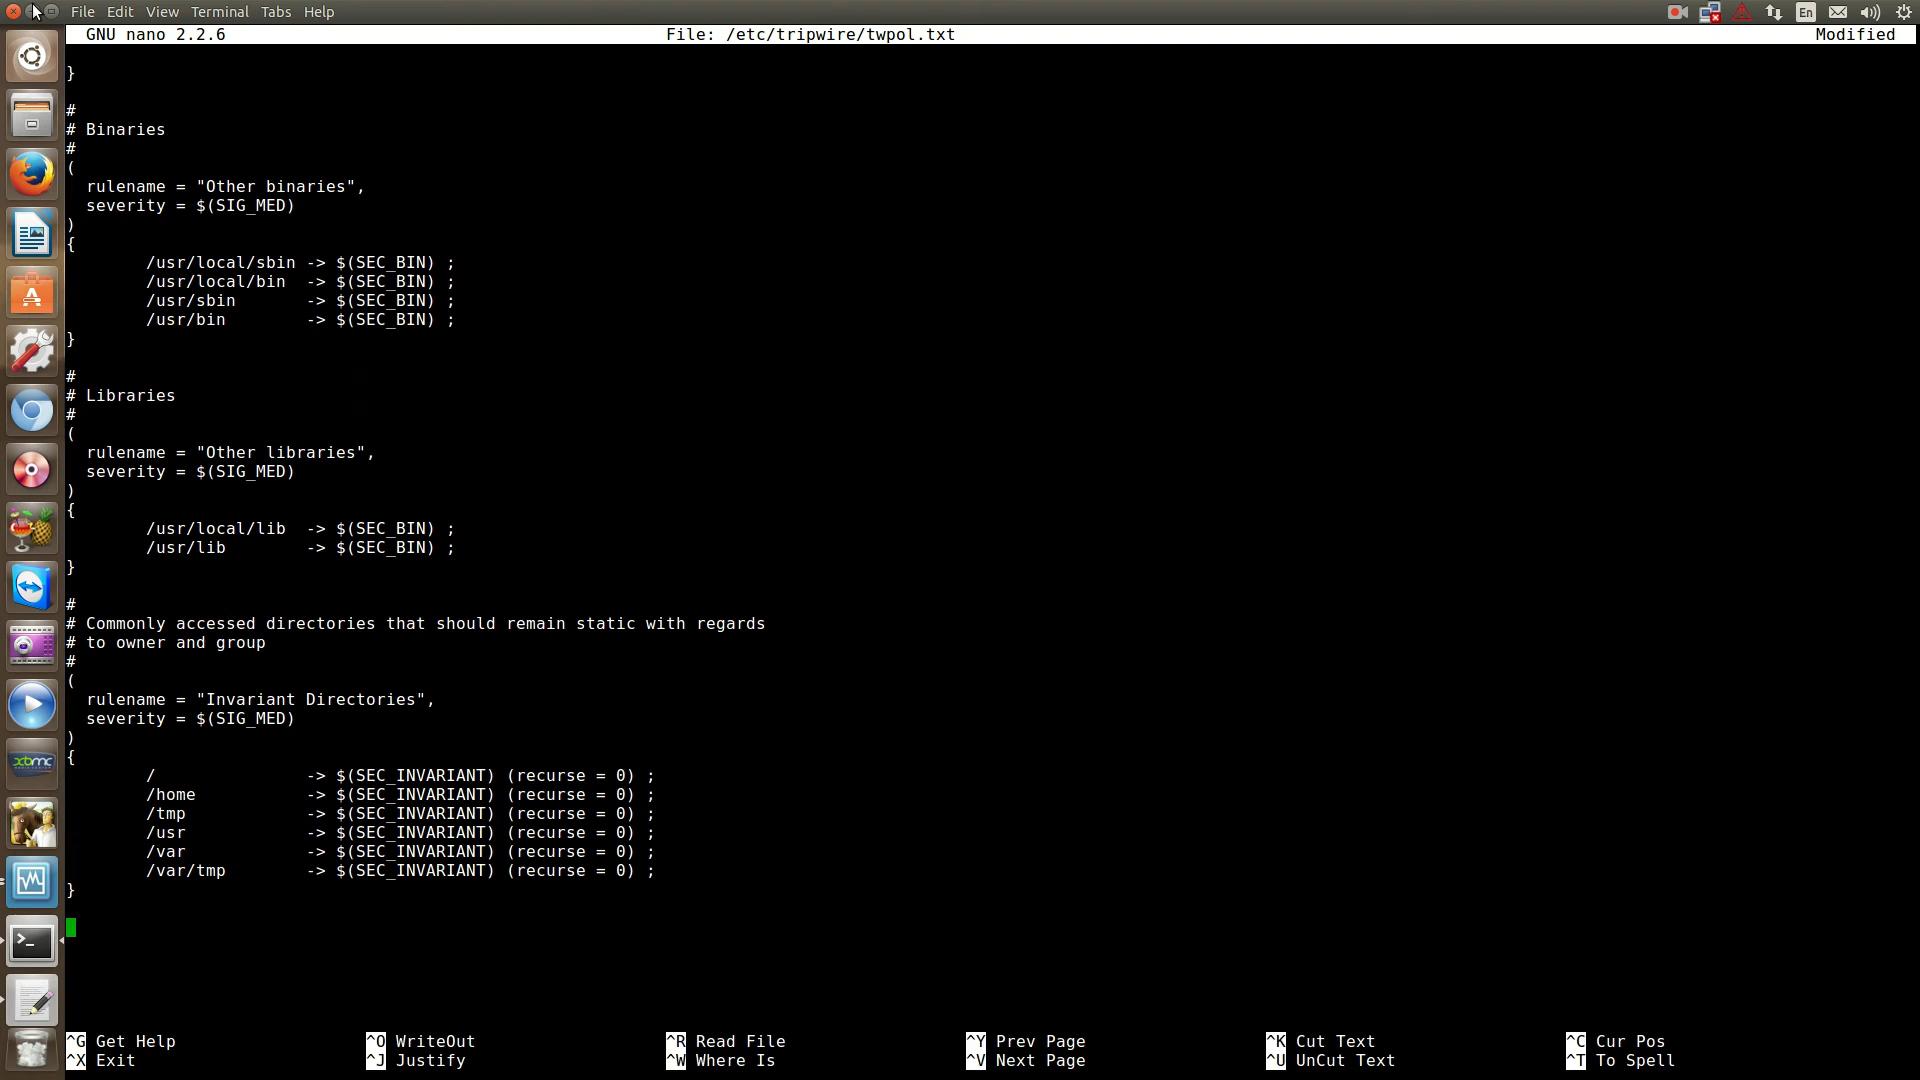 File Edit View Terminal Tabs Help
En
GNU nano 2.2.6 File: /etc/tripwire/twpol.txt Modified
}
#
# Binaries
#
(
rulename = "Other binaries",
severity = $(SIG_MED)
)
{
/usr/local/sbin -> $(SEC_BIN) ;
/usr/local/bin -> $(SEC_BIN) ;
/usr/sbin -> $(SEC_BIN) ;
/usr/bin -> $(SEC_BIN) ;
}
#
# Libraries
#
(
rulename = "Other libraries",
severity = $(SIG_MED)
)
{
/usr/local/lib -> $(SEC_BIN) ;
/usr/lib -> $(SEC_BIN) ;
}
#
# Commonly accessed directories that should remain static with regards
# to owner and group
#
(
rulename = "Invariant Directories",
severity = $(SIG_MED)
)
{
/ -> $(SEC_INVARIANT) (recurse = 0) ;
/home -> $(SEC_INVARIANT) (recurse = 0) ;
/tmp -> $(SEC_INVARIANT) (recurse = 0) ;
/usr -> $(SEC_INVARIANT) (recurse = 0) ;
/var -> $(SEC_INVARIANT) (recurse = 0) ;
/var/tmp -> $(SEC_INVARIANT) (recurse = 0) ;
}
xbmc
^G Get Help ^O WriteOut ^R Read File ^Y Prev Page ^K Cut Text ^C Cur Pos
^X Exit ^J Justify ^W Where Is ^V Next Page ^U UnCut Text ^T To Spell